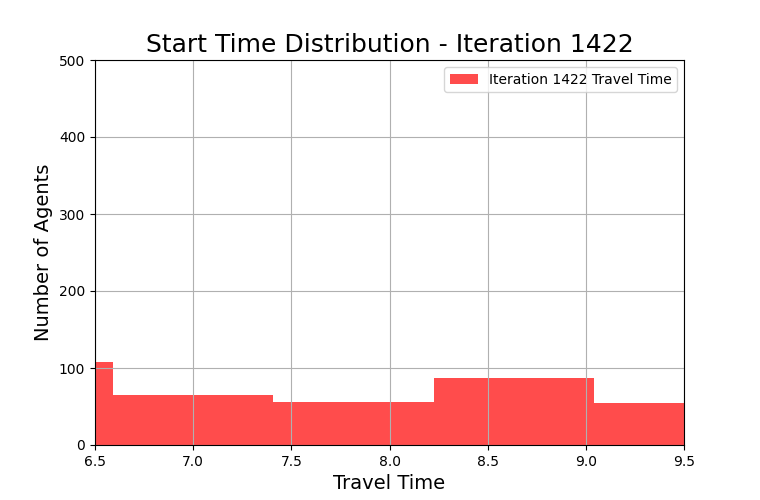 Start Time Distribution - Iteration 1422
Iteration 1422 Travel Time
Number of Agents
500
400
300
200
100
0
6.5 7.0 7.5 8.0 8.5 9.0 9.5
Travel Time